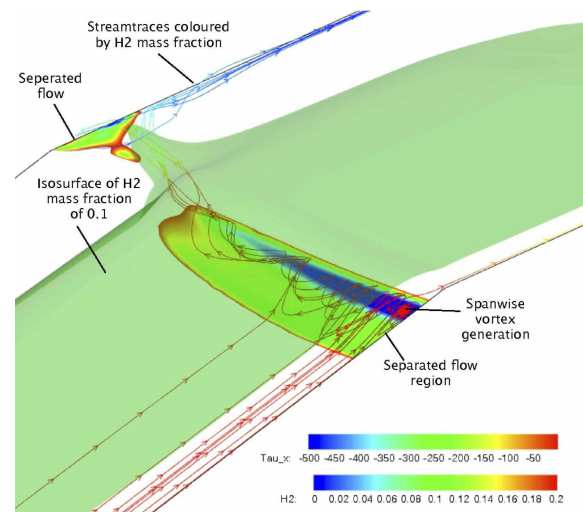 Streamtraces coloured
by H2 mass fraction
Seperated
flow
Isosurface of H2
mass fraction
of 0.1
Spanwise
vortex
generation
Separated flow
region
Tau_x: -500 -450 -400 -350 -300 -250 -200 -150 -100 -50
H2: 0 0.02 0.04 0.06 0.08 0.1 0.12 0.14 0.16 0.18 0.2